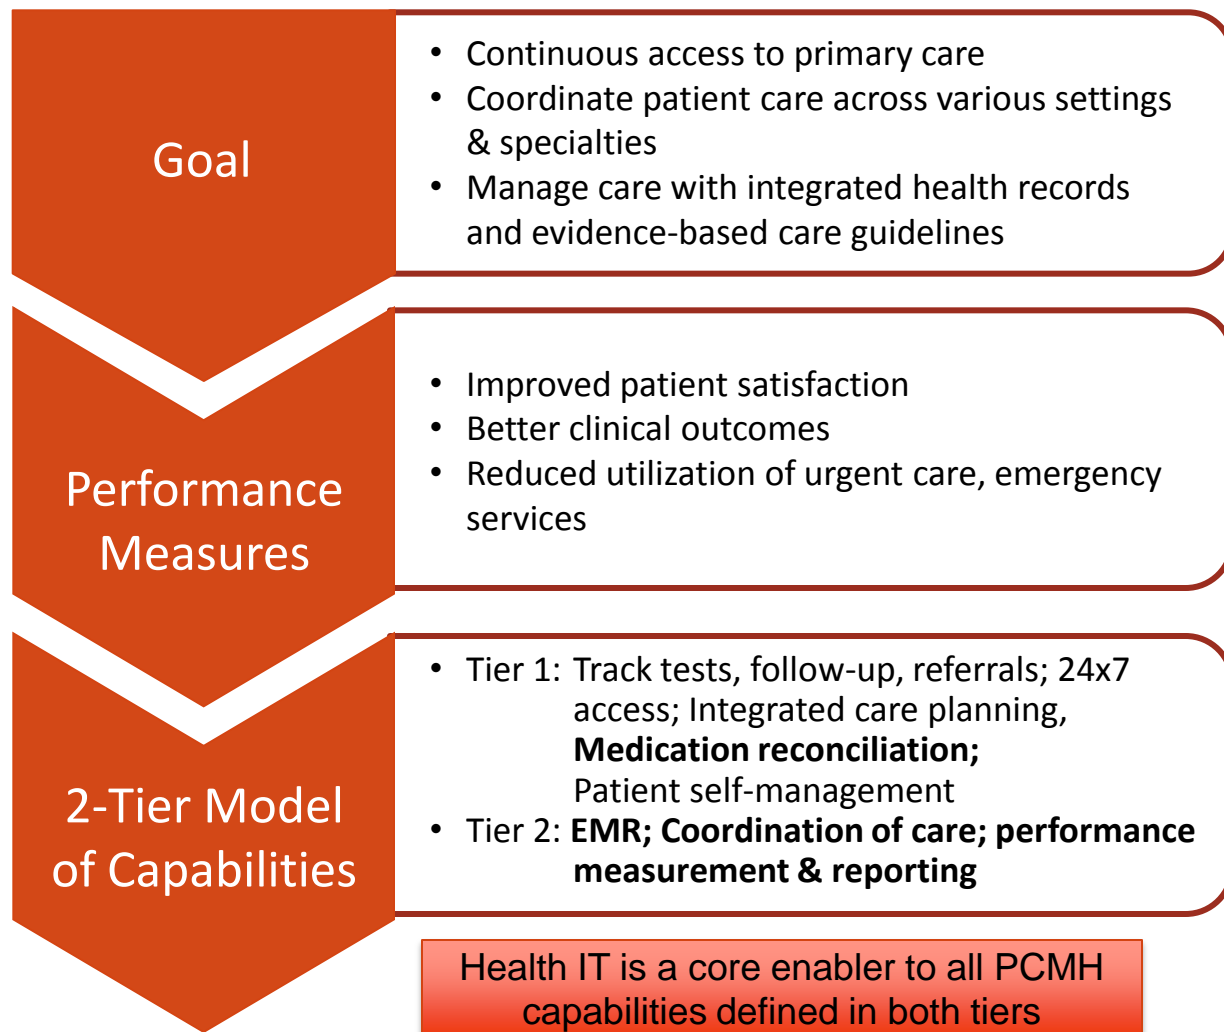 Goal
• Continuous access to primary care
• Coordinate patient care across various settings
& specialties
• Manage care with integrated health records
and evidence-based care guidelines
Performance
Measures
• Improved patient satisfaction
• Better clinical outcomes
• Reduced utilization of urgent care, emergency
services
2-Tier Model
of Capabilities
• Tier 1: Track tests, follow-up, referrals; 24x7
access; Integrated care planning,
Medication reconciliation;
Patient self-management
• Tier 2: EMR; Coordination of care; performance
measurement & reporting
Health IT is a core enabler to all PCMH
capabilities defined in both tiers